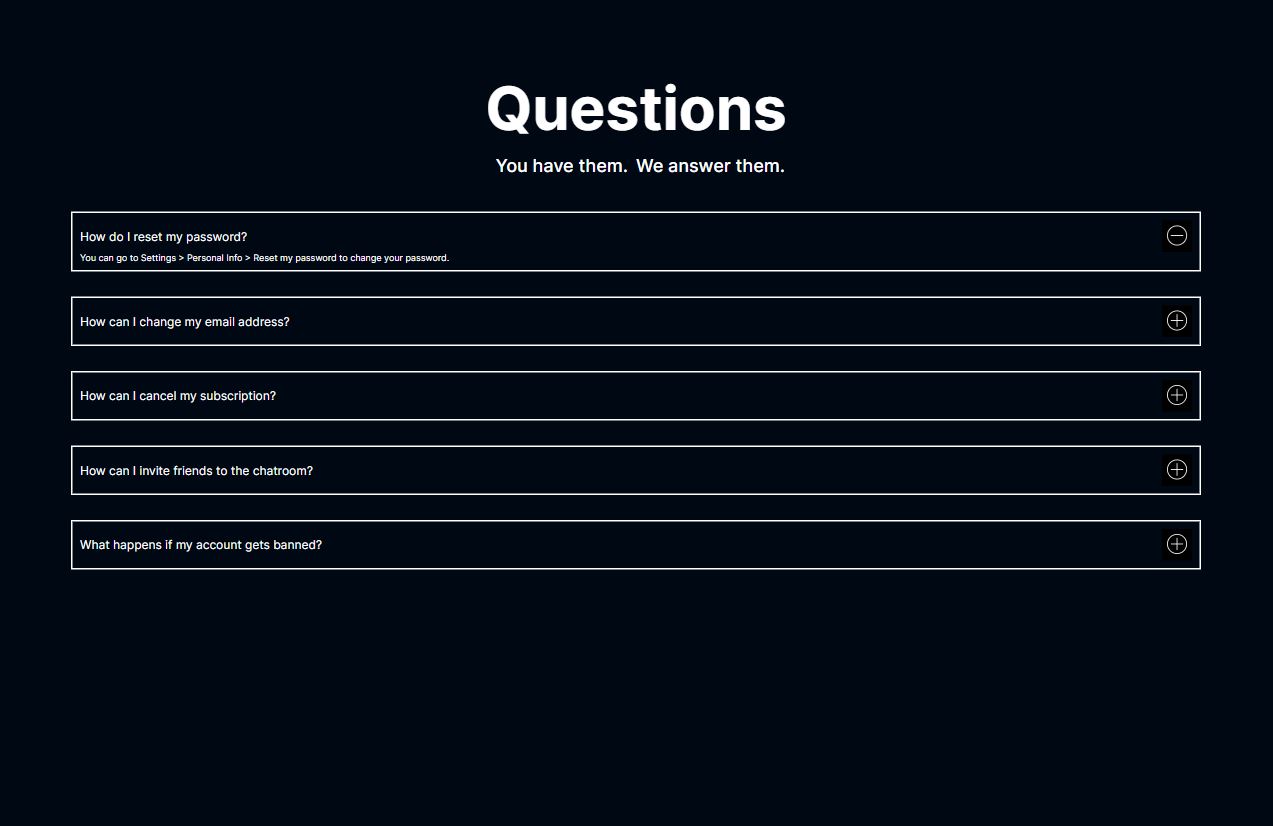 Questions
You have them.  We answer them.
How do I reset my password?
You can go to Settings > Personal Info > Reset my password to change your password.
How can I change my email address?
How can I cancel my subscription?
How can I invite friends to the chatroom?
What happens if my account gets banned?